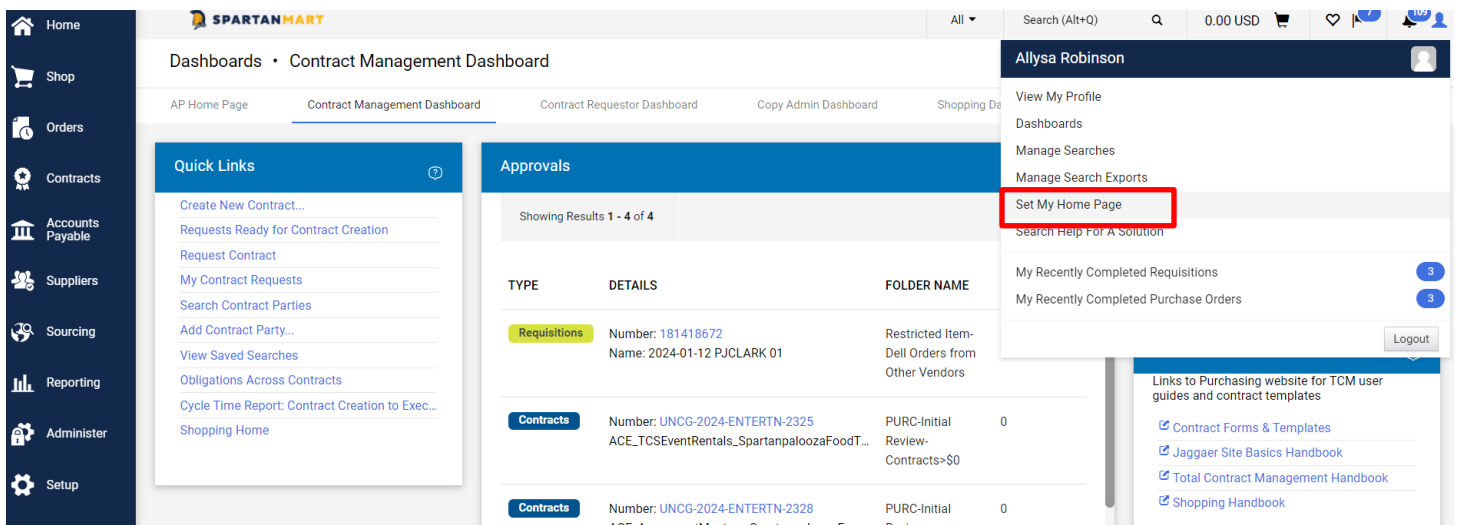 Home
Shop
Orders
Contracts
Accounts
Payable
Suppliers
Sourcing
Reporting
Administer
Setup
SPARTANMART
All
Search (Alt+Q)
0.00 USD
7
109
Dashboards • Contract Management Dashboard
AP Home Page
Contract Management Dashboard
Contract Requestor Dashboard
Copy Admin Dashboard
Shopping Da
Quick Links
Create New Contract...
Requests Ready for Contract Creation
Request Contract
My Contract Requests
Search Contract Parties
Add Contract Party...
View Saved Searches
Obligations Across Contracts
Cycle Time Report: Contract Creation to Exec...
Shopping Home
Approvals
Showing Results 1 - 4 of 4
TYPE DETAILS FOLDER NAME
Requisitions
Number: 181418672
Name: 2024-01-12 PJCLARK 01
Restricted Item-
Dell Orders from
Other Vendors
Contracts
Number: UNCG-2024-ENTERTN-2325
ACE_TCSEventRentals_SpartanpaloozaFoodT...
PURC-Initial
Review-
Contracts>$0
0
Contracts
Number: UNCG-2024-ENTERTN-2328
PURC-Initial
0
Allysa Robinson
View My Profile
Dashboards
Manage Searches
Manage Search Exports
Set My Home Page
Search Help For A Solution
My Recently Completed Requisitions 3
My Recently Completed Purchase Orders 3
Logout
Links to Purchasing website for TCM user
guides and contract templates
Contract Forms & Templates
Jaggaer Site Basics Handbook
Total Contract Management Handbook
Shopping Handbook